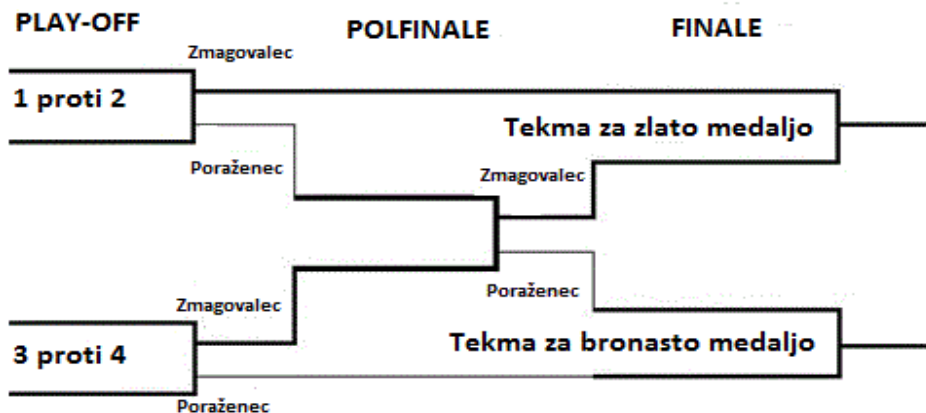 PLAY-OFF
POLFINALE
FINALE
Zmagovalec
1 proti 2
Tekma za zlato medaljo
Poraženec
Zmagovalec
Zmagovalec
Poraženec
3 proti 4
Tekma za bronasto medaljo
Poraženec